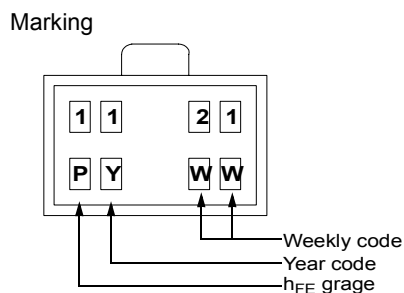 Marking
1 1 2 1
P Y W W
Weekly code
Year code
hFE grage